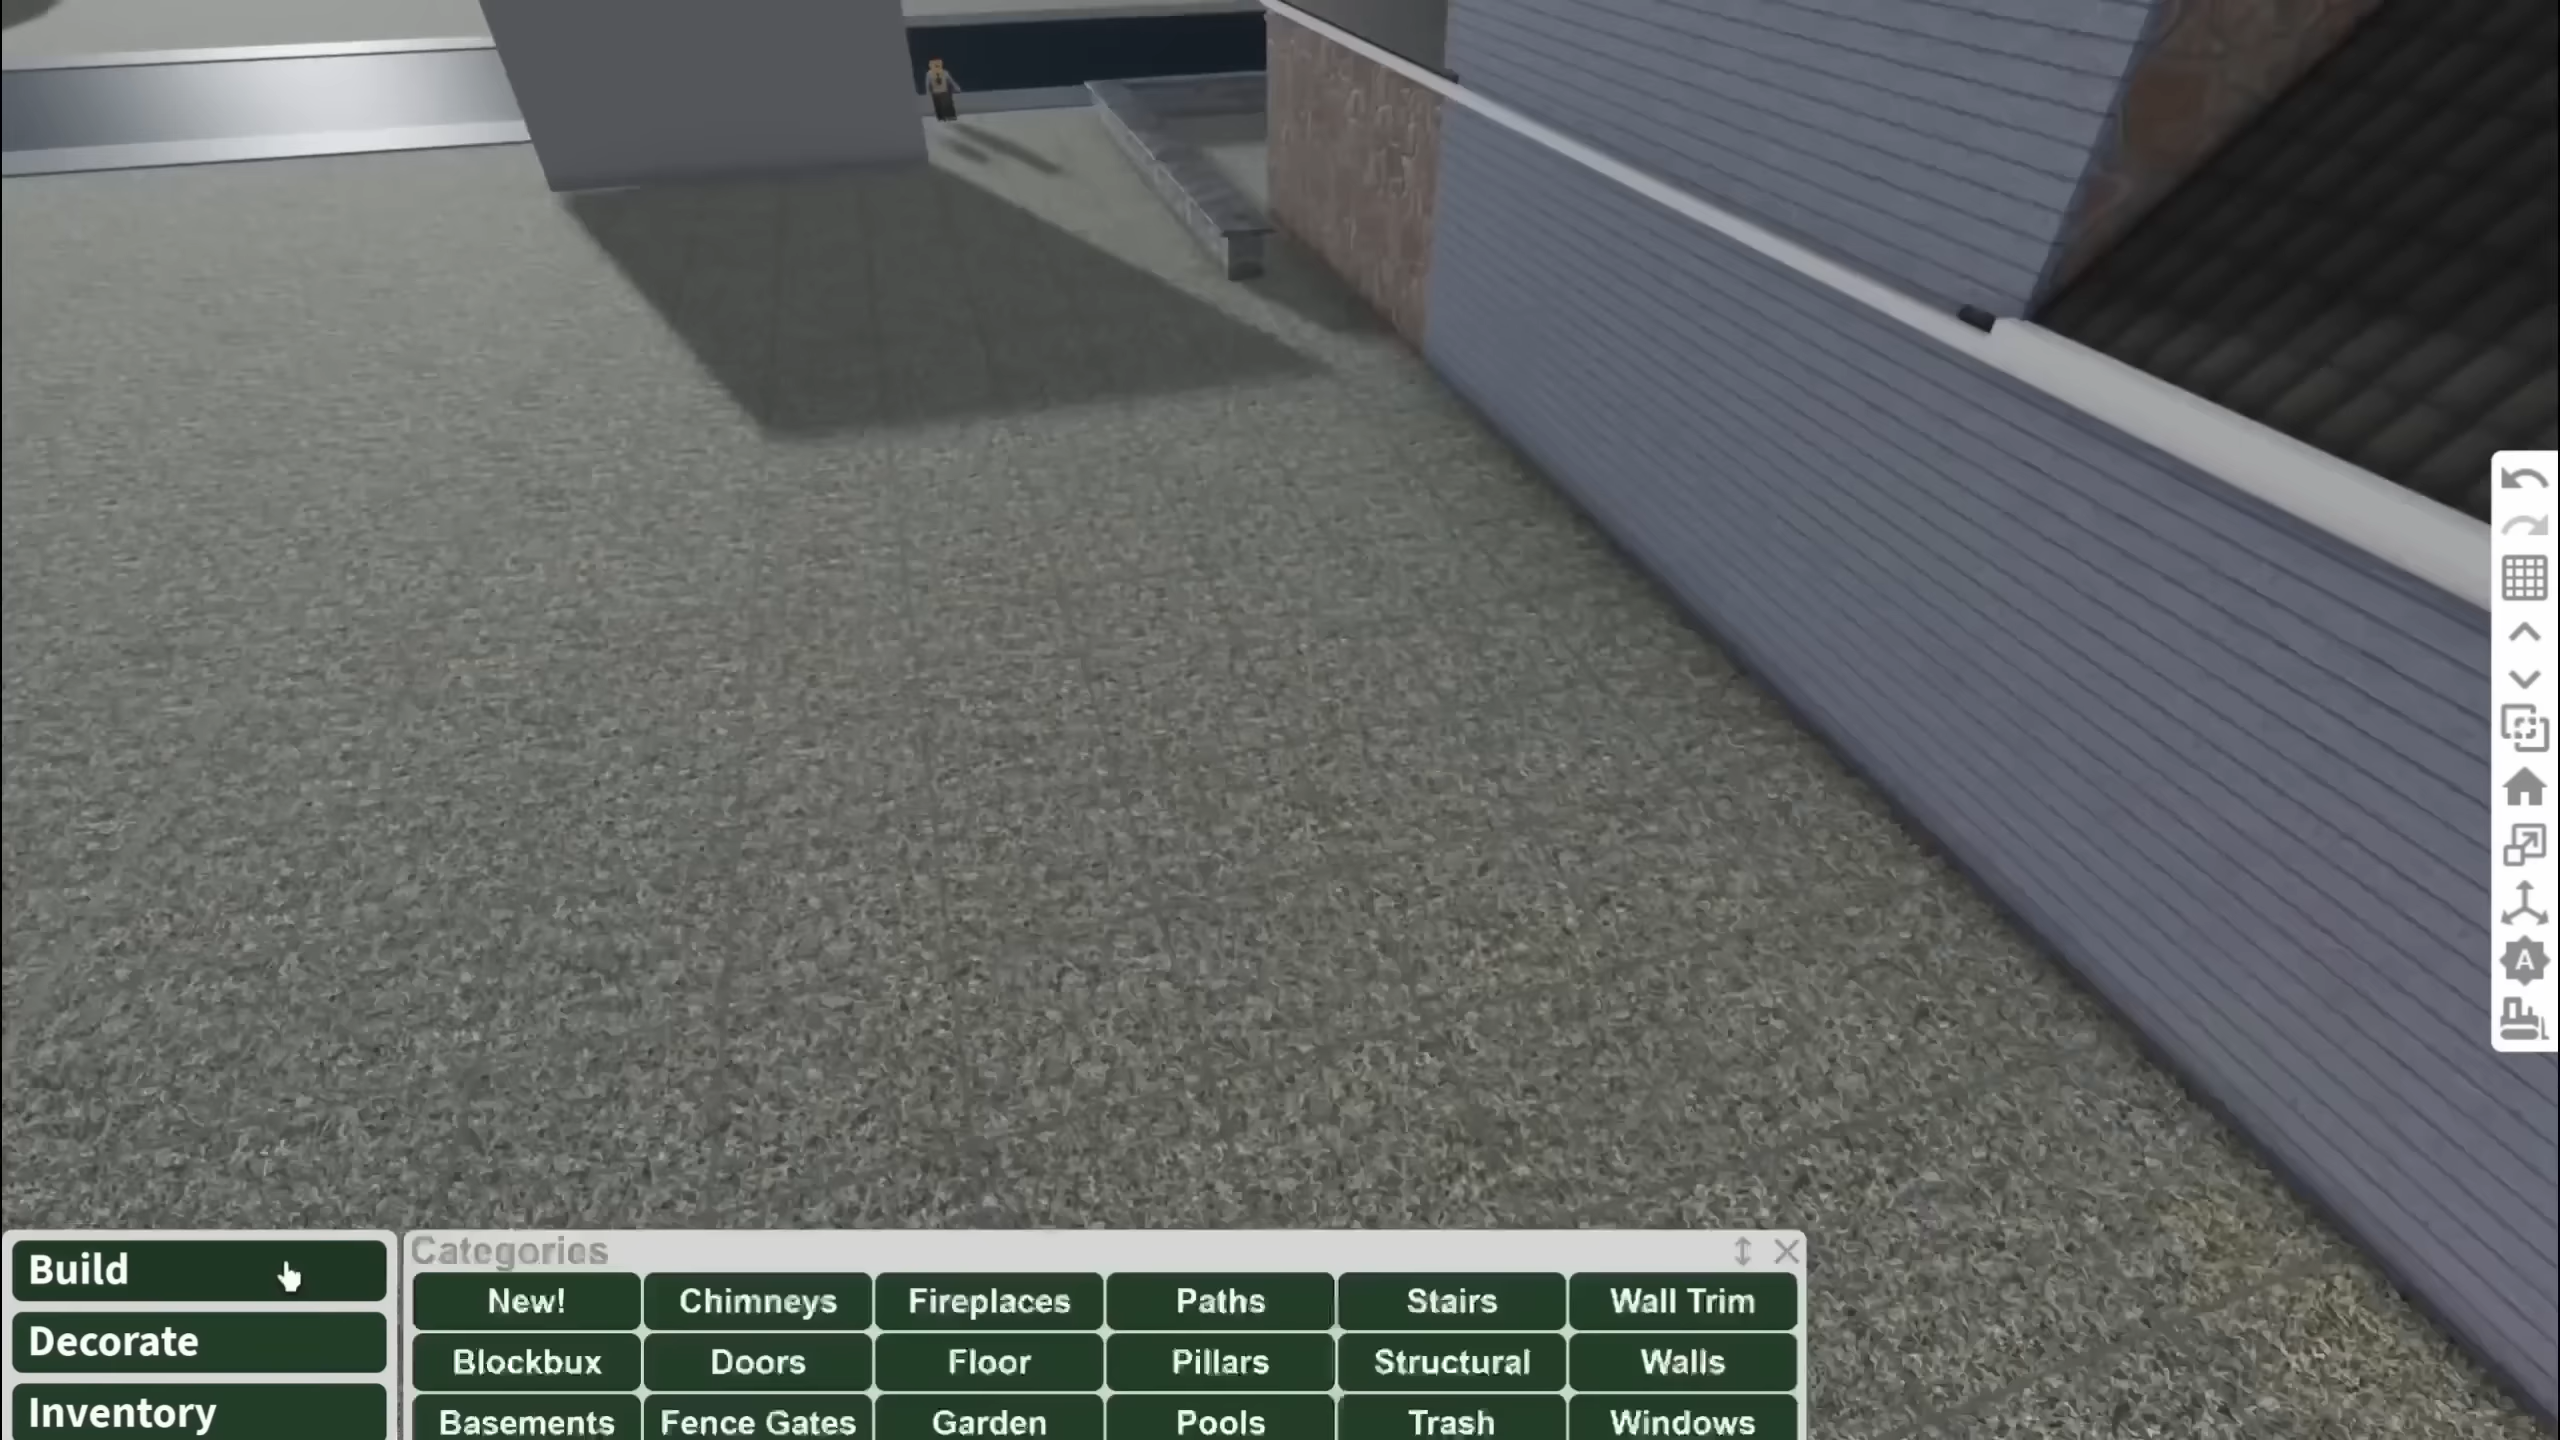 Build
Decorate
Inventory
Categories
New! Chimneys Fireplaces Paths Stairs Wall Trim
Blockbux Doors Floor Pillars Structural Walls
Basements Fence Gates Garden Pools Trash Windows
A